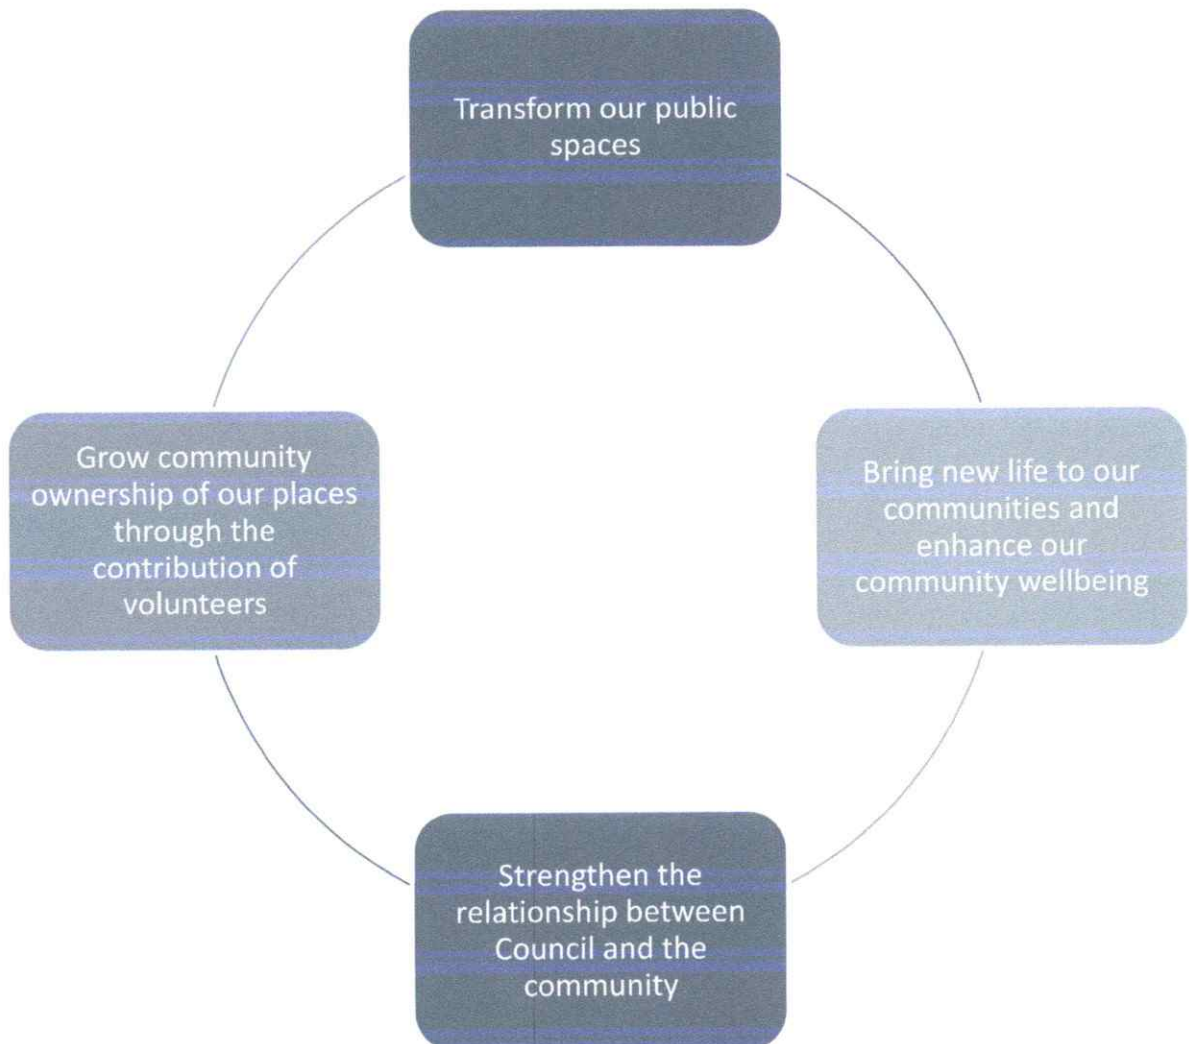 Transform our public
spaces
Bring new life to our
communities and
enhance our
community wellbeing
Strengthen the
relationship between
Council and the
community
Grow community
ownership of our places
through the
contribution of
volunteers